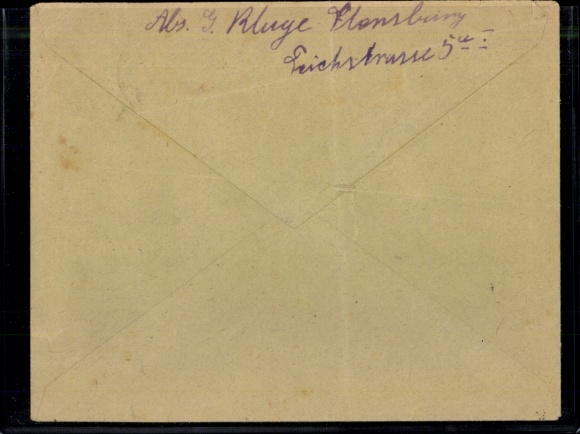 Abs. G. Kluge Flensburg
Teichstrasse 5 a